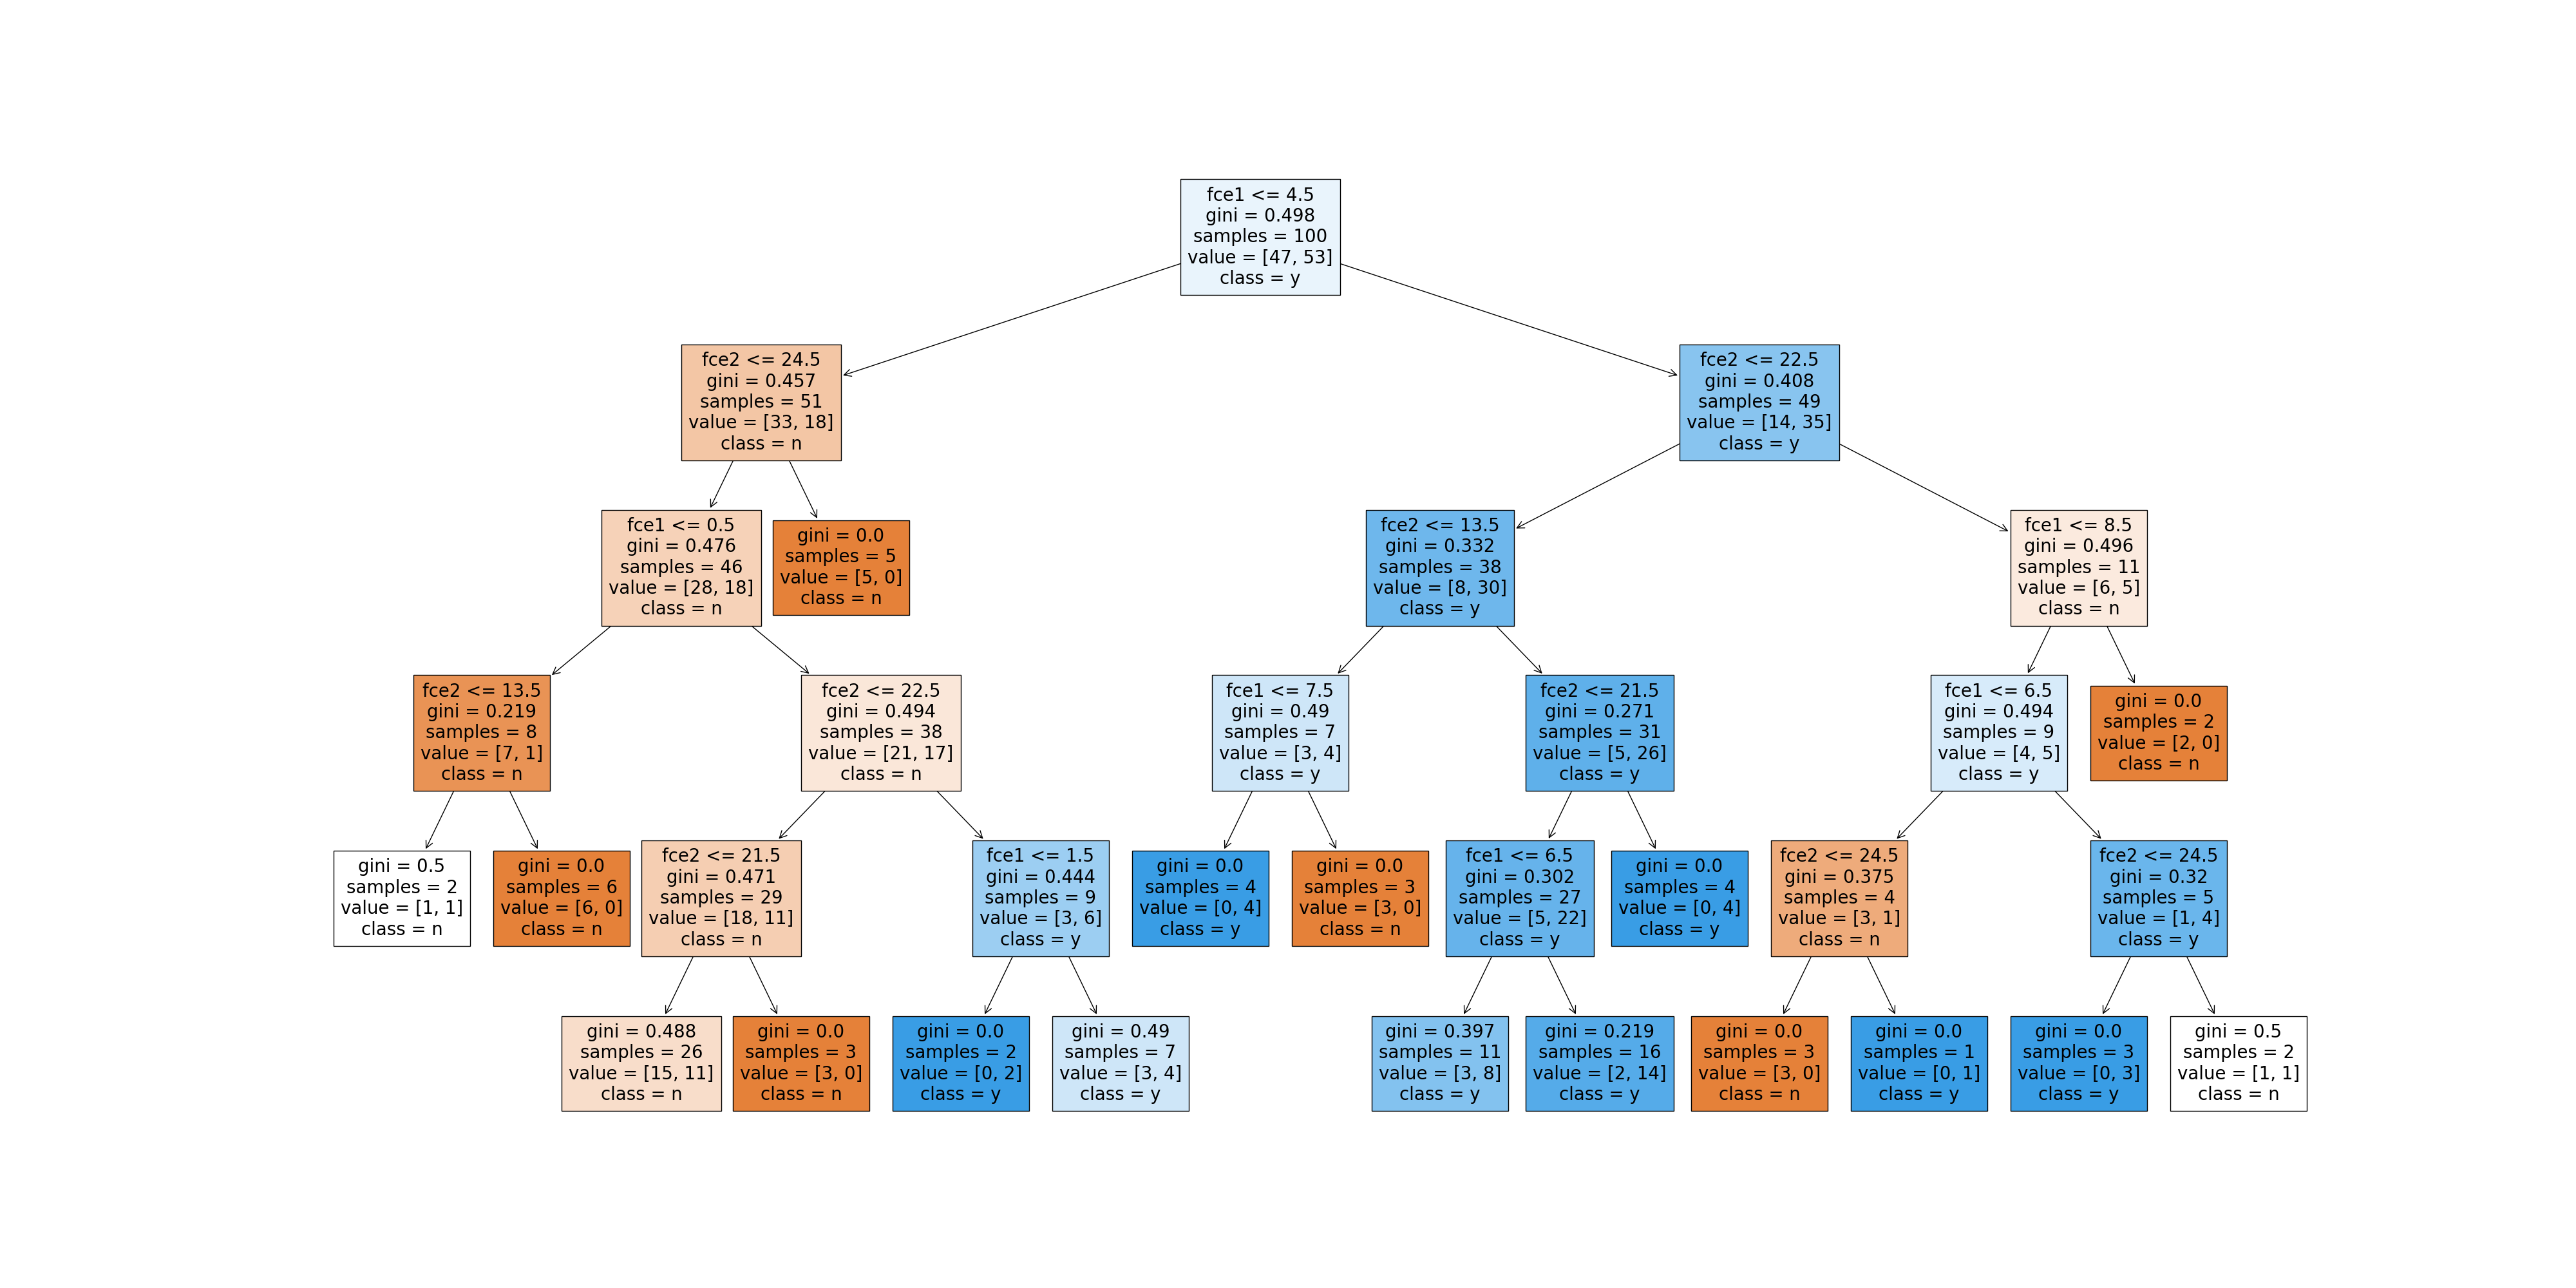 fce1 <= 4.5
gini = 0.498
samples = 100
value = [47, 53]
class = y
fce2 <= 24.5
gini = 0.457
samples = 51
value = [33, 18]
class = n
fce2 <= 22.5
gini = 0.408
samples = 49
value = [14, 35]
class = y
fce1 <= 0.5
gini = 0.476
samples = 46
value = [28, 18]
class = n
gini = 0.0
samples = 5
value = [5, 0]
class = n
fce2 <= 13.5
gini = 0.332
samples = 38
value = [8, 30]
class = y
fce1 <= 8.5
gini = 0.496
samples = 11
value = [6, 5]
class = n
fce2 <= 13.5
gini = 0.219
samples = 8
value = [7, 1]
class = n
fce2 <= 22.5
gini = 0.494
samples = 38
value = [21, 17]
class = n
fce1 <= 7.5
gini = 0.49
samples = 7
value = [3, 4]
class = y
fce2 <= 21.5
gini = 0.271
samples = 31
value = [5, 26]
class = y
fce1 <= 6.5
gini = 0.494
samples = 9
value = [4, 5]
class = y
gini = 0.0
samples = 2
value = [2, 0]
class = n
gini = 0.5
samples = 2
value = [1, 1]
class = n
gini = 0.0
samples = 6
value = [6, 0]
class = n
fce2 <= 21.5
gini = 0.471
samples = 29
value = [18, 11]
class = n
fce1 <= 1.5
gini = 0.444
samples = 9
value = [3, 6]
class = y
gini = 0.0
samples = 4
value = [0, 4]
class = y
gini = 0.0
samples = 3
value = [3, 0]
class = n
fce1 <= 6.5
gini = 0.302
samples = 27
value = [5, 22]
class = y
gini = 0.0
samples = 4
value = [0, 4]
class = y
fce2 <= 24.5
gini = 0.375
samples = 4
value = [3, 1]
class = n
fce2 <= 24.5
gini = 0.32
samples = 5
value = [1, 4]
class = y
gini = 0.488
samples = 26
value = [15, 11]
class = n
gini = 0.0
samples = 3
value = [3, 0]
class = n
gini = 0.0
samples = 2
value = [0, 2]
class = y
gini = 0.49
samples = 7
value = [3, 4]
class = y
gini = 0.397
samples = 11
value = [3, 8]
class = y
gini = 0.219
samples = 16
value = [2, 14]
class = y
gini = 0.0
samples = 3
value = [3, 0]
class = n
gini = 0.0
samples = 1
value = [0, 1]
class = y
gini = 0.0
samples = 3
value = [0, 3]
class = y
gini = 0.5
samples = 2
value = [1, 1]
class = n